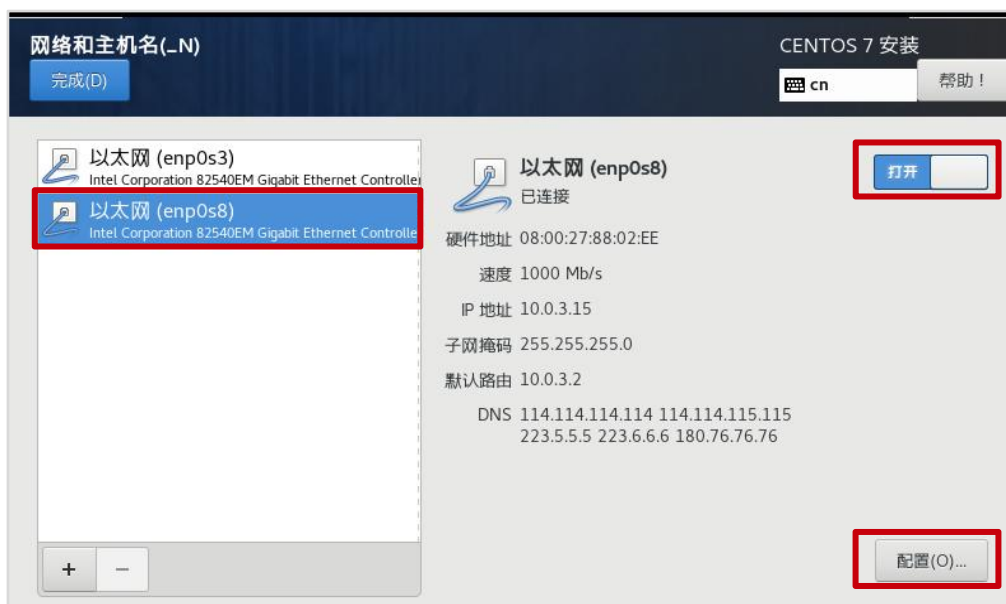 网络和主机名(_N)
CENTOS 7 安装
完成(D)
cn
帮助！
以太网 (enp0s3)
Intel Corporation 82540EM Gigabit Ethernet Controller
以太网 (enp0s8)
Intel Corporation 82540EM Gigabit Ethernet Controlle
以太网 (enp0s8)
已连接
打开
硬件地址 08:00:27:88:02:EE
速度 1000 Mb/s
IP 地址 10.0.3.15
子网掩码 255.255.255.0
默认路由 10.0.3.2
DNS 114.114.114.114 114.114.115.115
223.5.5.5 223.6.6.6 180.76.76.76
+ −
配置(O)...